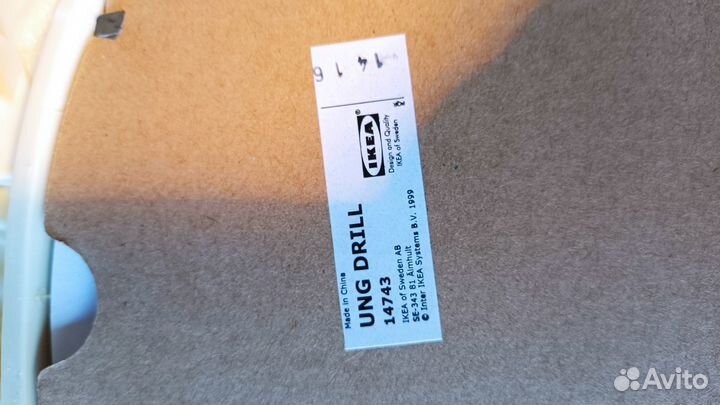 Made in China
UNG DRILL
14743
IKEA of Sweden AB
SE-343 81 Älmhult
© Inter IKEA Systems B.V. 1999
IKEA®
Design and Quality
IKEA of Sweden
1416
Avito